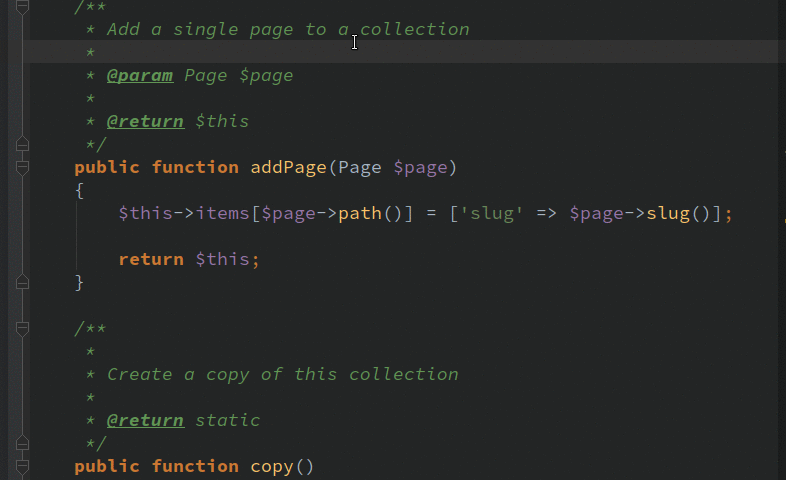 /**
 * Add a single page to a collection
 *
 * @param Page $page
 *
 * @return $this
 */
public function addPage(Page $page)
{
    $this->items[$page->path()] = ['slug' => $page->slug()];

    return $this;
}

/**
 *
 * Create a copy of this collection
 *
 * @return static
 */
public function copy()